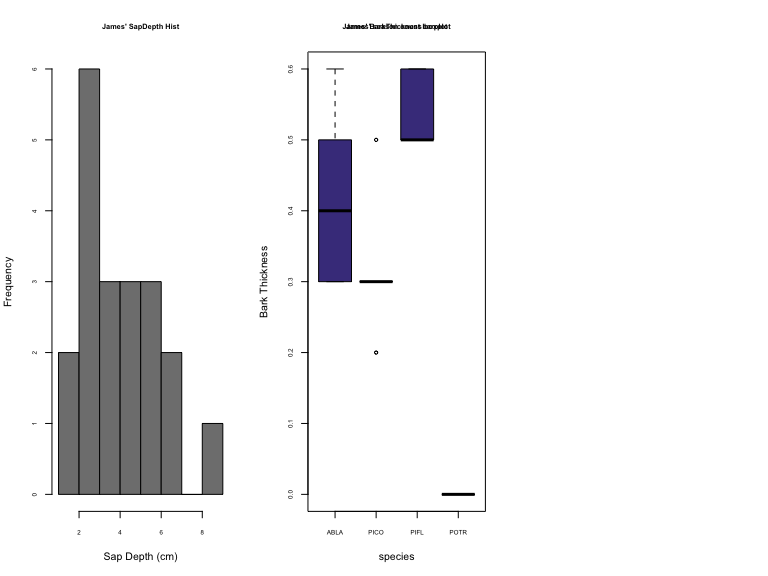 James' SapDepth Hist
Frequency
6
5
4
3
2
1
0
2 4 6 8
Sap Depth (cm)
Bark Thickness
0.6
0.5
0.4
0.3
0.2
0.1
0.0
ABLA PICO PIFL POTR
species